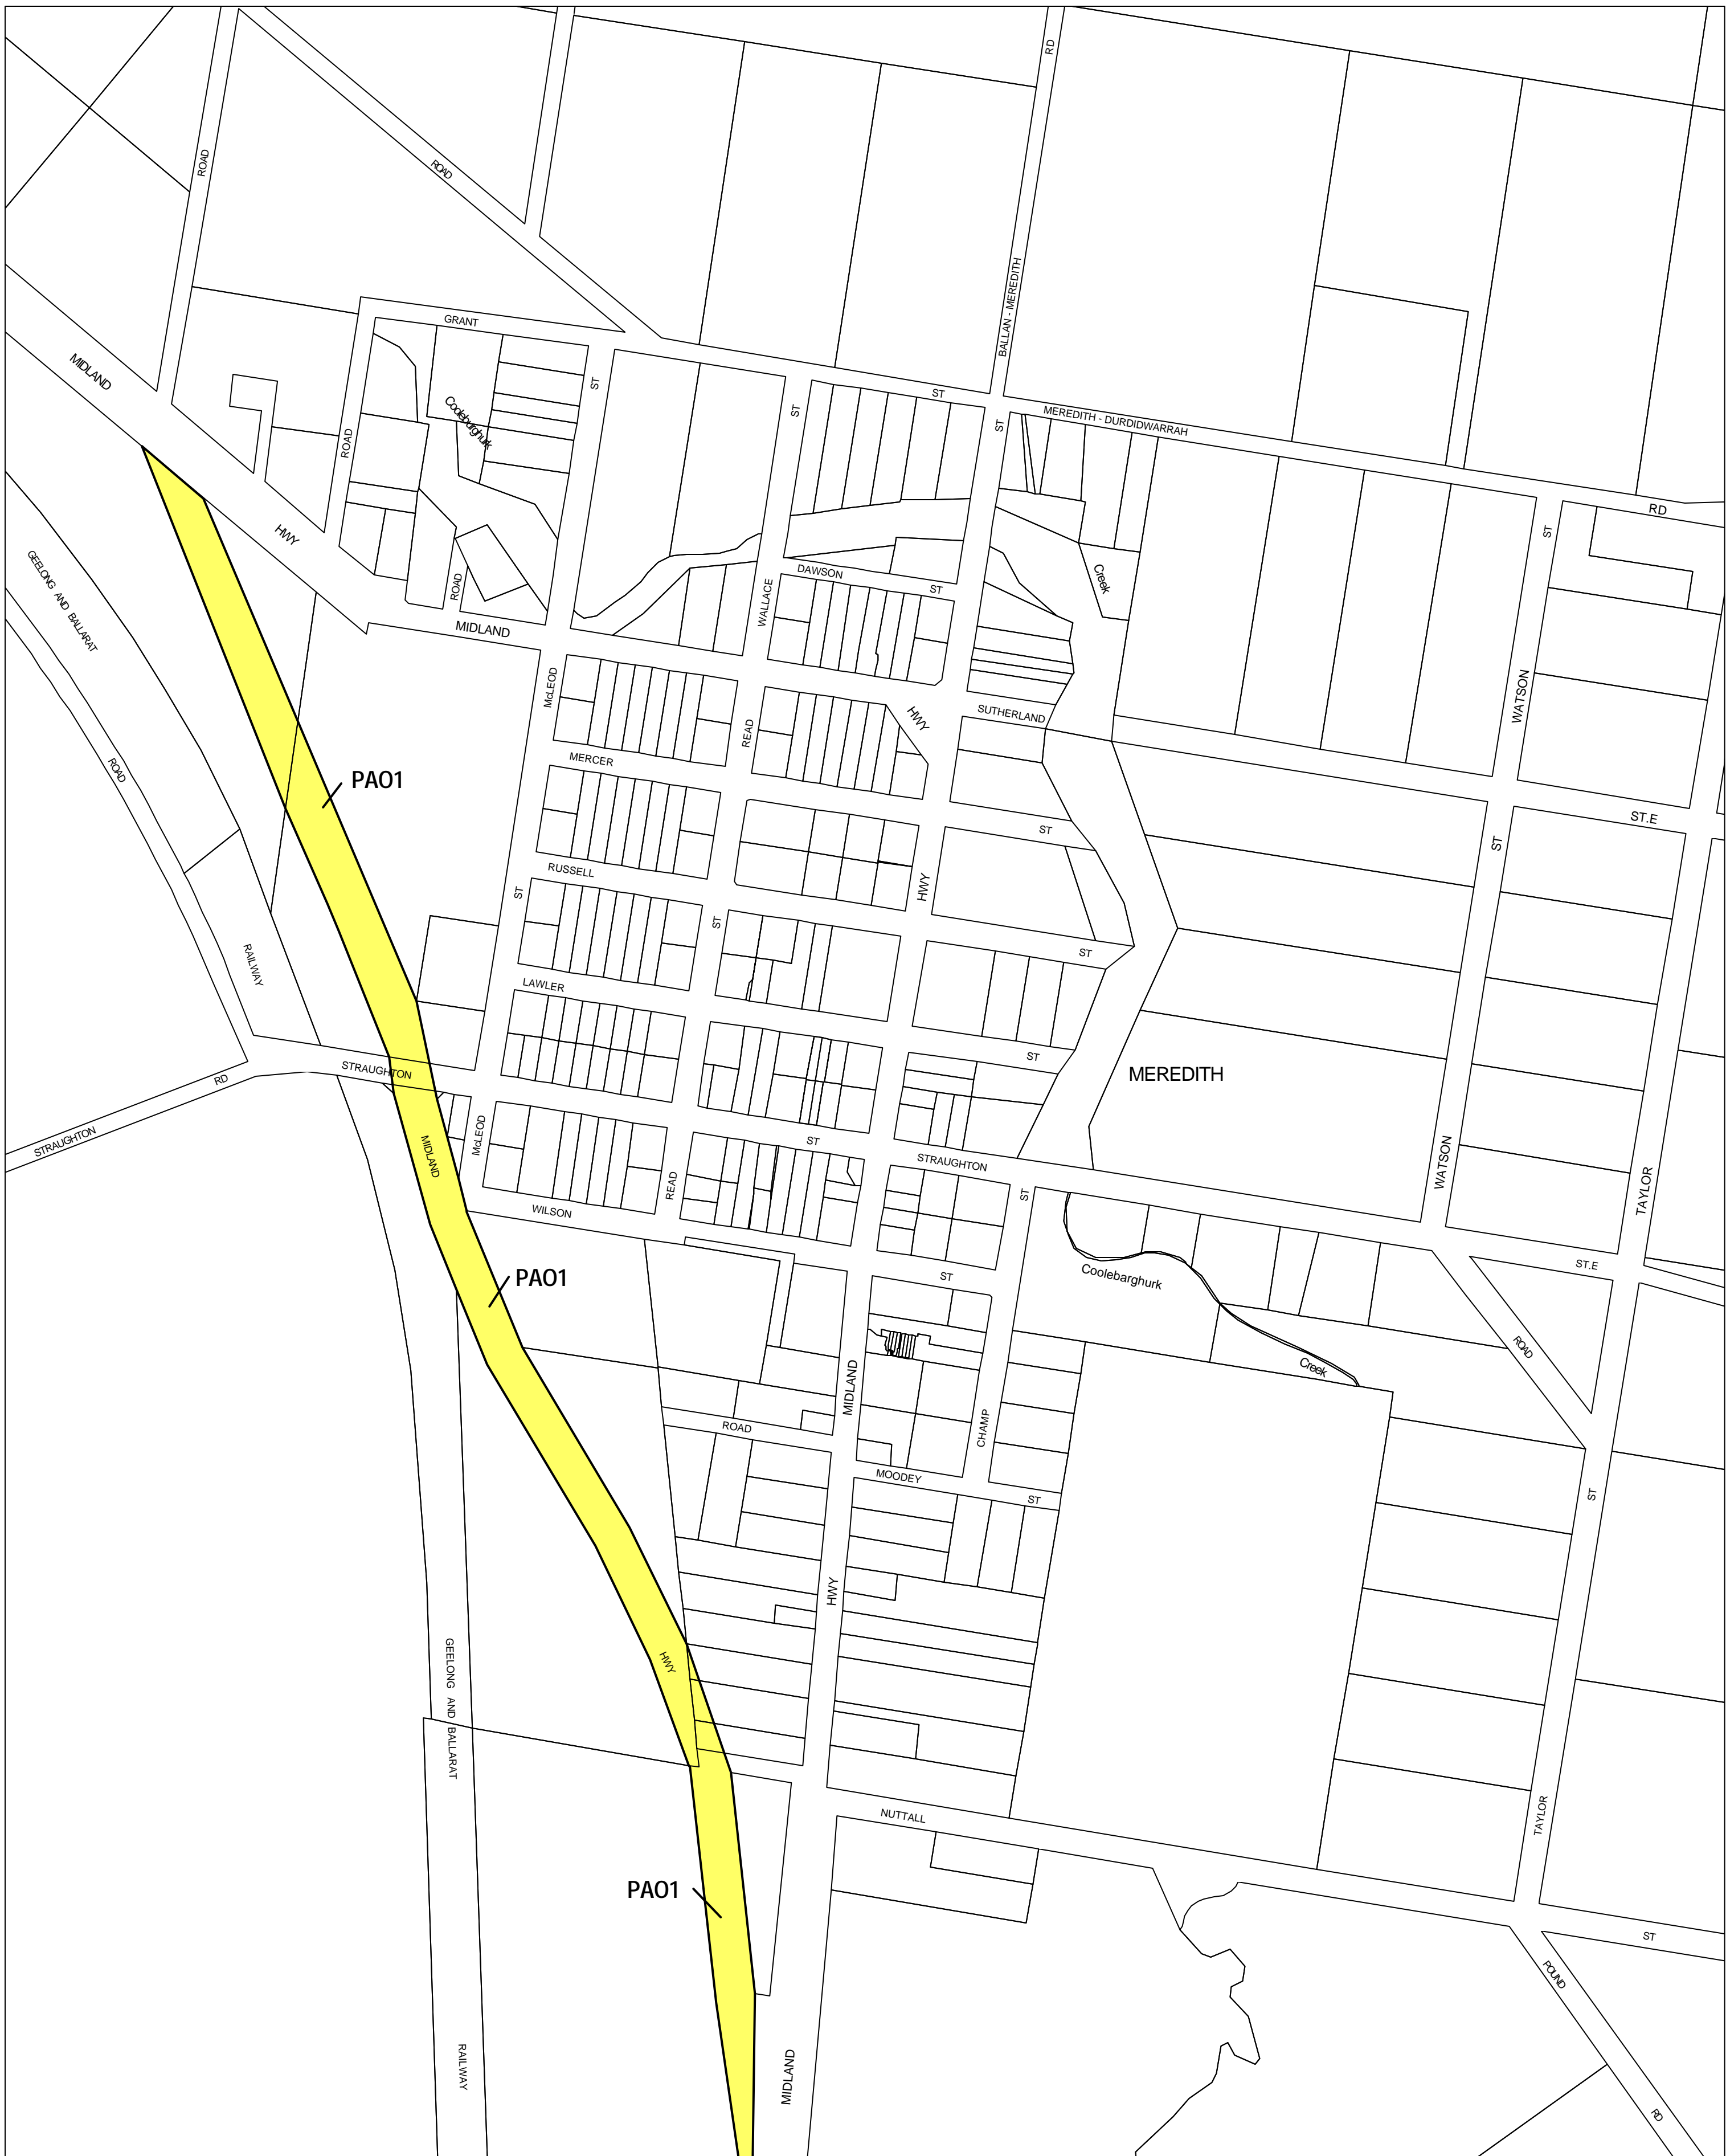 RD
ROAD
ROAD
BALLAN - MEREDITH
GRANT
MIDLAND
ST
ST
ST
Coolebarghurk
ST
MEREDITH - DURDIDWARRAH
ROAD
RD
HWY
ST
GEELONG AND BALLARAT
ROAD
DAWSON
ST
Creek
WALLACE
MIDLAND
McLEOD
READ
HWY
SUTHERLAND
WATSON
ROAD
MERCER
PAO1
ST
ST.E
ST
RUSSELL
ST
ST
HWY
RAILWAY
LAWLER
ST
STRAUGHTON
RD
ST
MEREDITH
STRAUGHTON
MIDLAND
McLEOD
ST
STRAUGHTON
WATSON
READ
ST
TAYLOR
WILSON
PAO1
ST
Coolebarghurk
ST.E
MIDLAND
Creek
ROAD
ROAD
CHAMP
MOODEY
ST
ST
HWY
GEELONG AND BALLARAT
HWY
NUTTALL
TAYLOR
PAO1
ST
POUND
RAILWAY
MIDLAND
RD